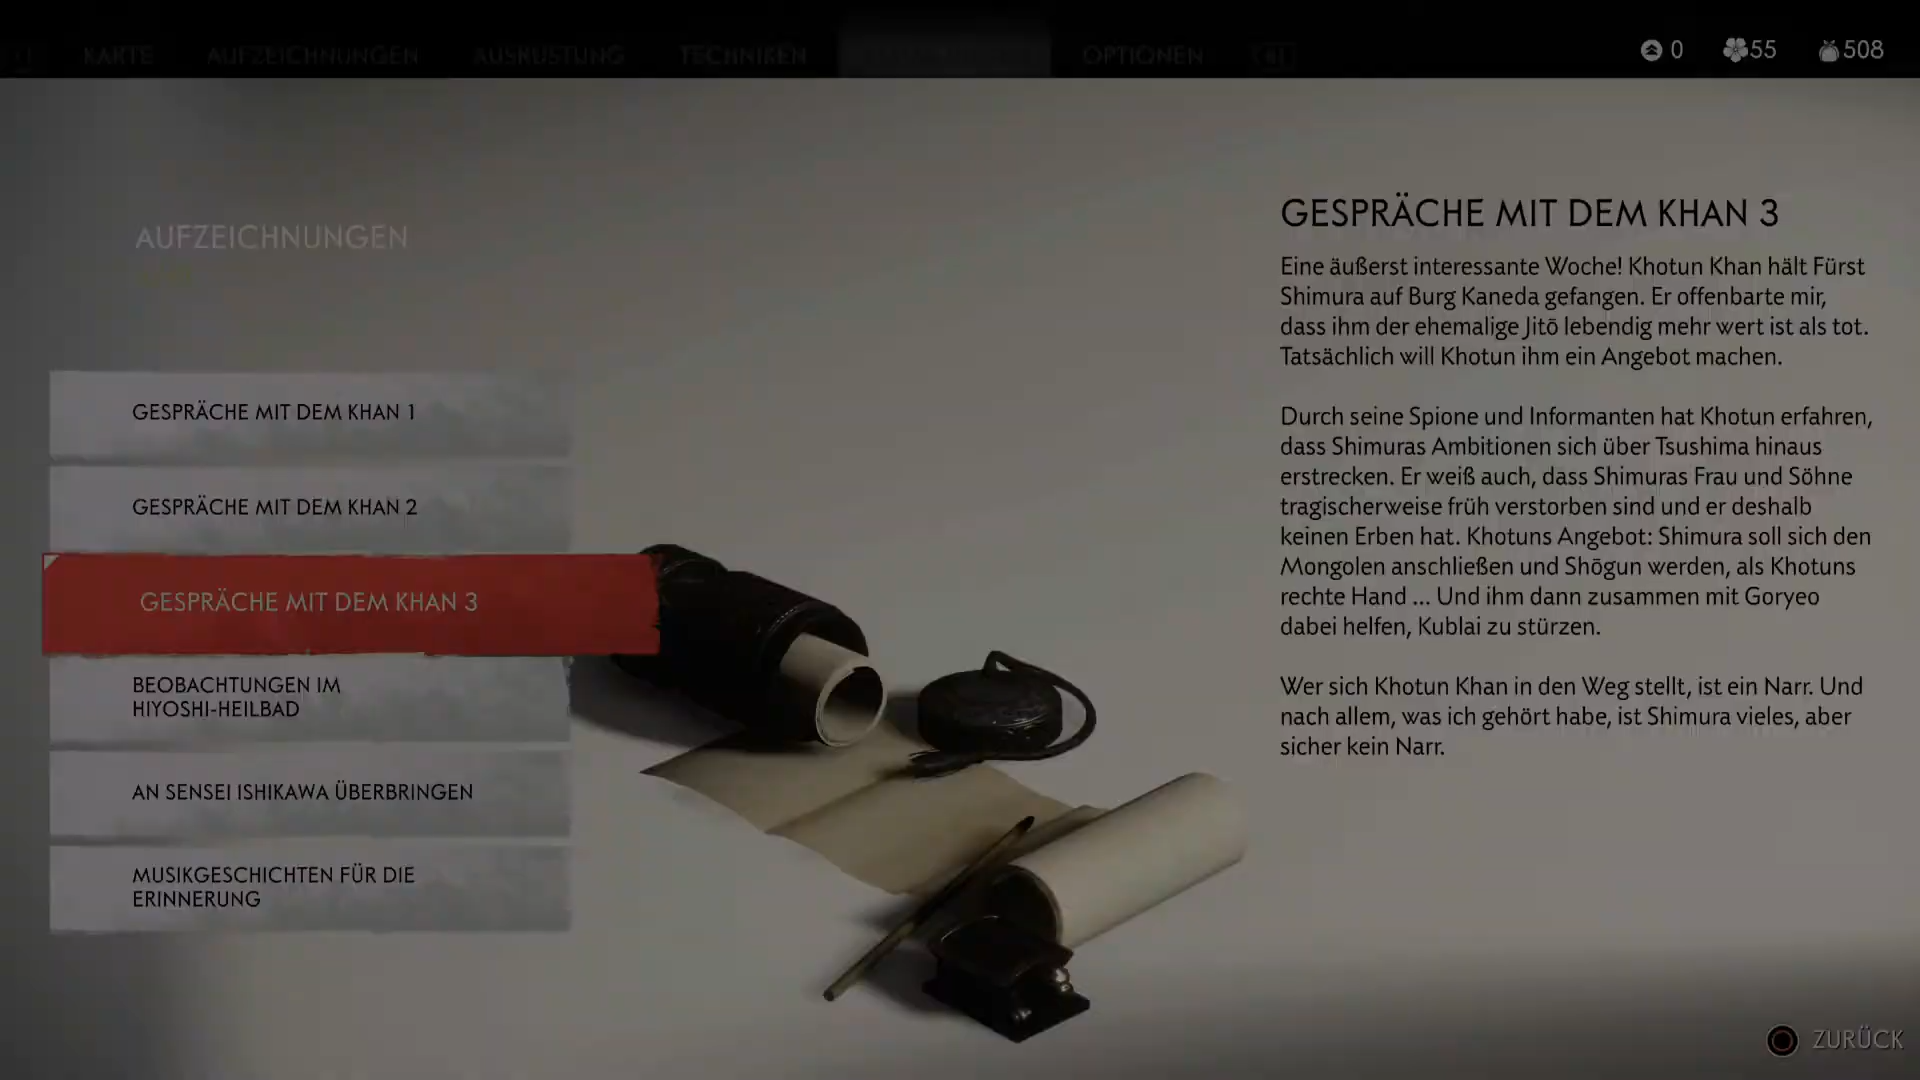 KARTE AUFZEICHNUNGEN AUSRÜSTUNG TECHNIKEN OPTIONEN
0 55 508
AUFZEICHNUNGEN
GESPRÄCHE MIT DEM KHAN 1
GESPRÄCHE MIT DEM KHAN 2
GESPRÄCHE MIT DEM KHAN 3
BEOBACHTUNGEN IM
HIYOSHI-HEILBAD
AN SENSEI ISHIKAWA ÜBERBRINGEN
MUSIKGESCHICHTEN FÜR DIE
ERINNERUNG
GESPRÄCHE MIT DEM KHAN 3
Eine äußerst interessante Woche! Khotun Khan hält Fürst
Shimura auf Burg Kaneda gefangen. Er offenbarte mir,
dass ihm der ehemalige Jitō lebendig mehr wert ist als tot.
Tatsächlich will Khotun ihm ein Angebot machen.
Durch seine Spione und Informanten hat Khotun erfahren,
dass Shimuras Ambitionen sich über Tsushima hinaus
erstrecken. Er weiß auch, dass Shimuras Frau und Söhne
tragischerweise früh verstorben sind und er deshalb
keinen Erben hat. Khotuns Angebot: Shimura soll sich den
Mongolen anschließen und Shōgun werden, als Khotuns
rechte Hand ... Und ihm dann zusammen mit Goryeo
dabei helfen, Kublai zu stürzen.
Wer sich Khotun Khan in den Weg stellt, ist ein Narr. Und
nach allem, was ich gehört habe, ist Shimura vieles, aber
sicher kein Narr.
ZURÜCK